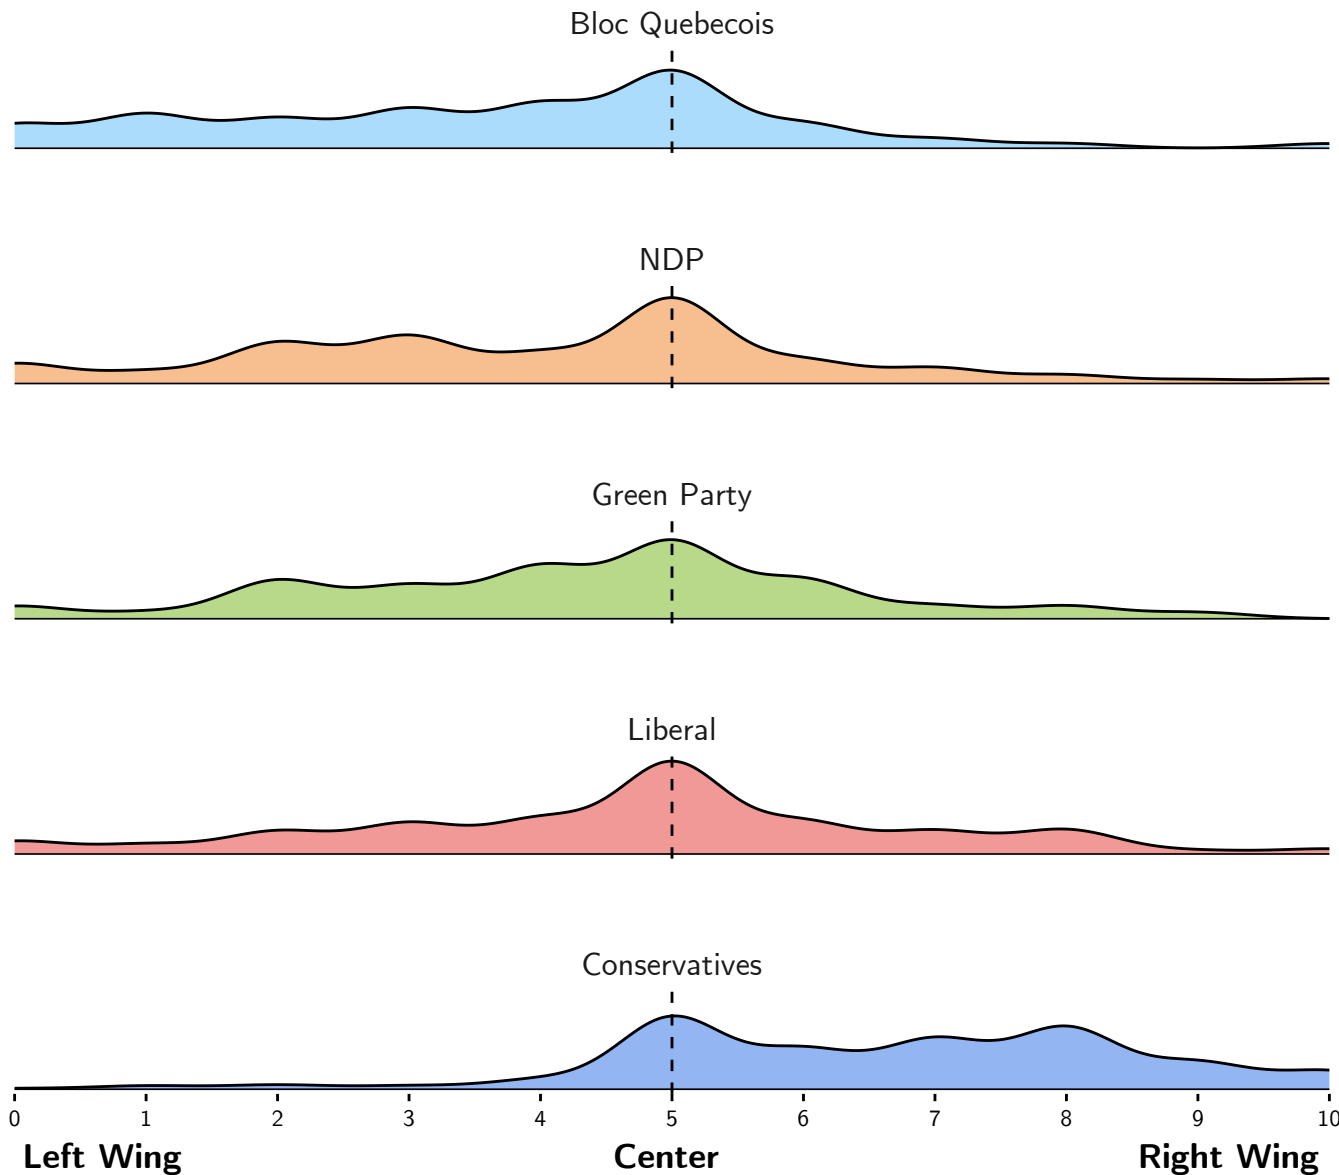 Bloc Quebecois
NDP
Green Party
Liberal
Conservatives
0 1 2 3 4 5 6 7 8 9 10
Left Wing Center Right Wing